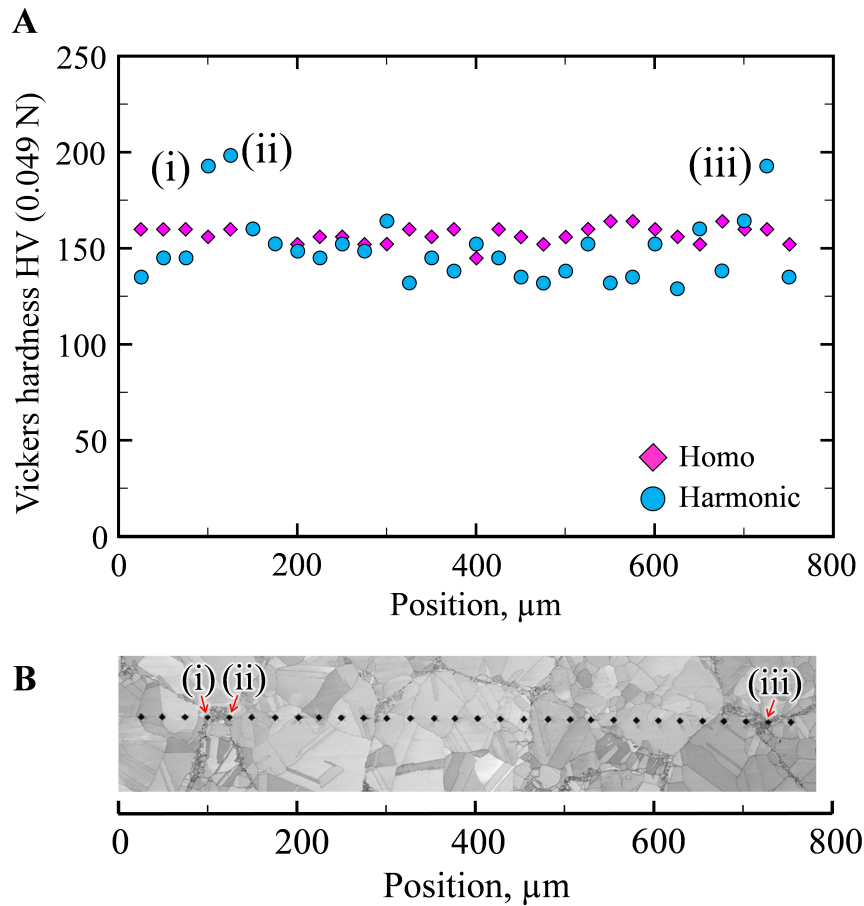 A
Vickers hardness HV (0.049 N)
250
200
150
100
50
0
(i)
(ii)
(iii)
Homo
Harmonic
0
200
400
600
800
Position, µm
B
(i)
(ii)
(iii)
0
200
400
600
800
Position, µm